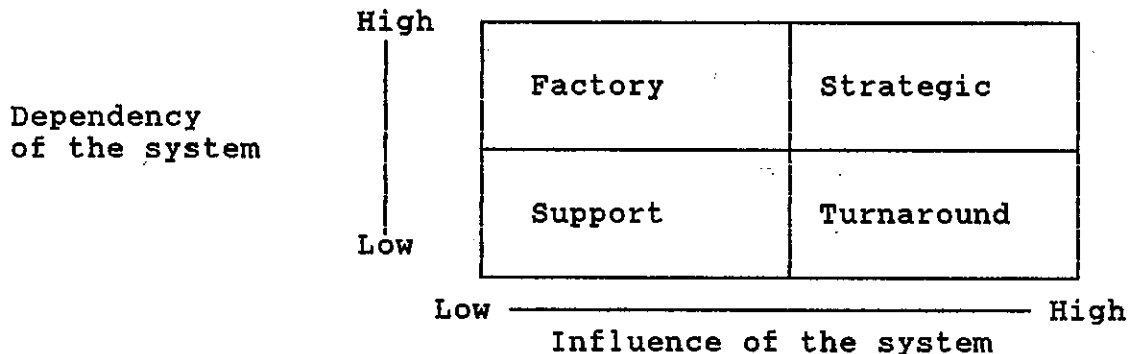 High
Factory Strategic
Dependency
of the system
Support Turnaround
Low
Low High
Influence of the system